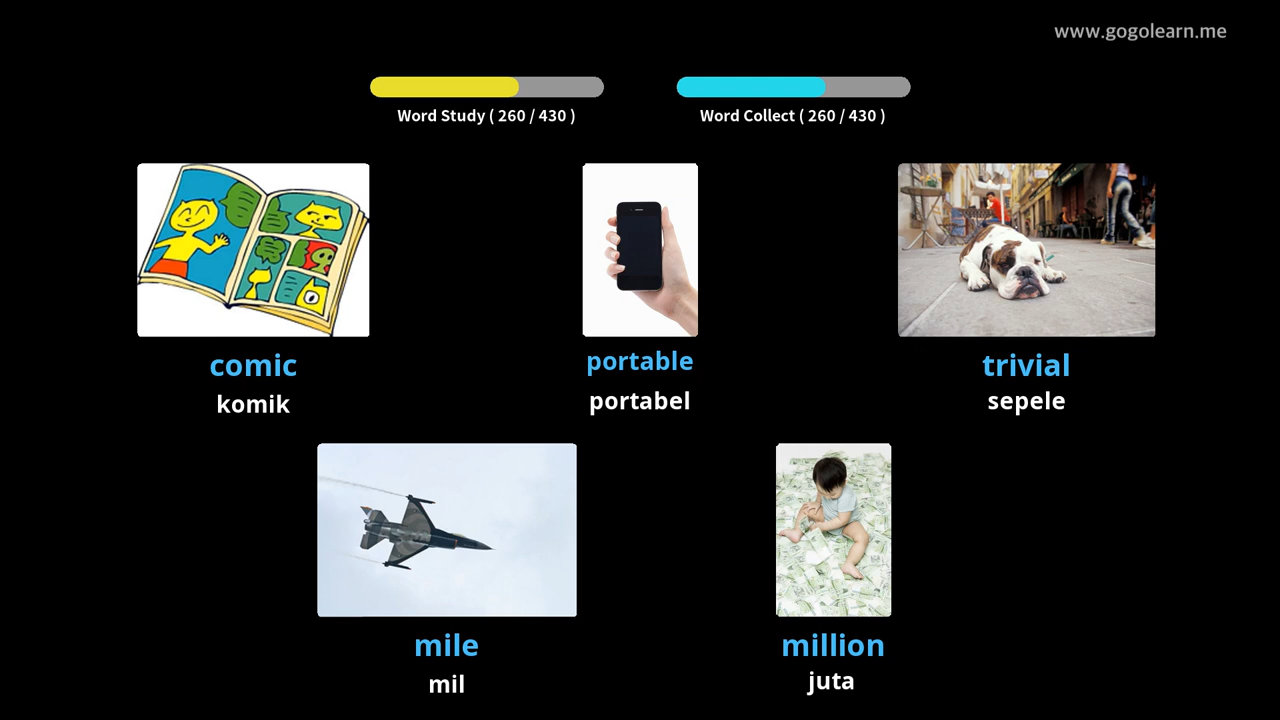 www.gogolearn.me
Word Study ( 260 / 430 )
Word Collect ( 260 / 430 )
comic
komik
portable
portabel
trivial
sepele
mile
mil
million
juta